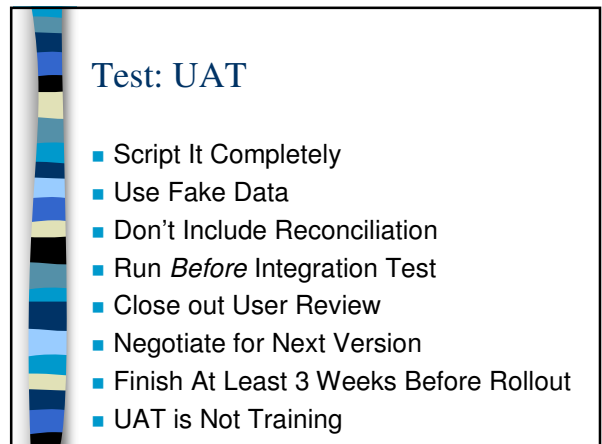 Test: UAT
Script It Completely
Use Fake Data
Don't Include Reconciliation
Run Before Integration Test
Close out User Review
Negotiate for Next Version
Finish At Least 3 Weeks Before Rollout
UAT is Not Training